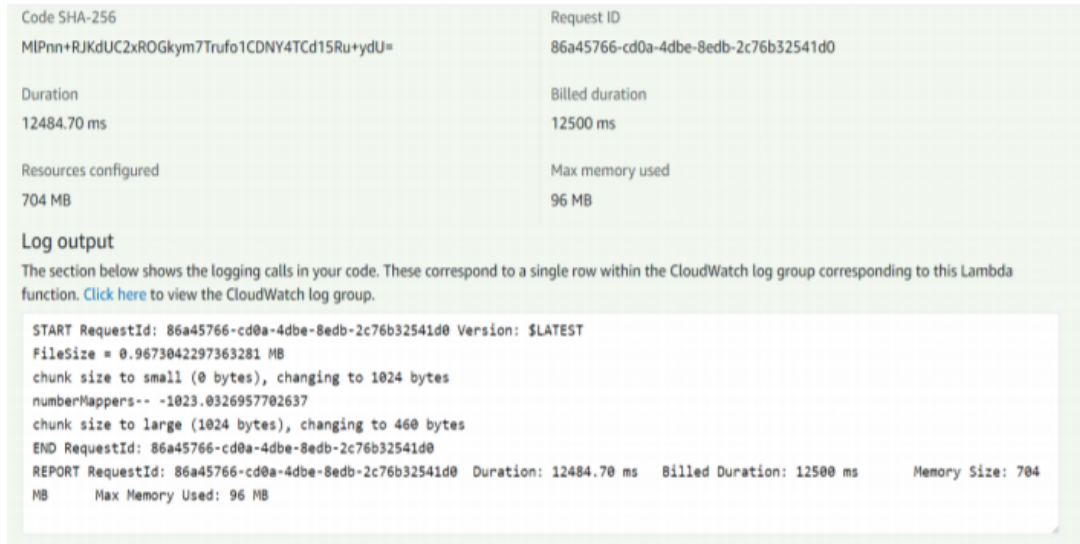 Code SHA-256
MlPnn+RJKdUC2xROGkym7Trufo1CDNY4TCd15Ru+ydU=
Request ID
86a45766-cd0a-4dbe-8edb-2c76b32541d0
Duration
12484.70 ms
Billed duration
12500 ms
Resources configured
704 MB
Max memory used
96 MB
Log output
The section below shows the logging calls in your code. These correspond to a single row within the CloudWatch log group corresponding to this Lambda
function. Click here to view the CloudWatch log group.
START RequestId: 86a45766-cd0a-4dbe-8edb-2c76b32541d0 Version: $LATEST
FileSize = 0.9673042297363281 MB
chunk size to small (0 bytes), changing to 1024 bytes
numberMappers-- -1023.0326957702637
chunk size to large (1024 bytes), changing to 460 bytes
END RequestId: 86a45766-cd0a-4dbe-8edb-2c76b32541d0
REPORT RequestId: 86a45766-cd0a-4dbe-8edb-2c76b32541d0 Duration: 12484.70 ms Billed Duration: 12500 ms Memory Size: 704
MB Max Memory Used: 96 MB